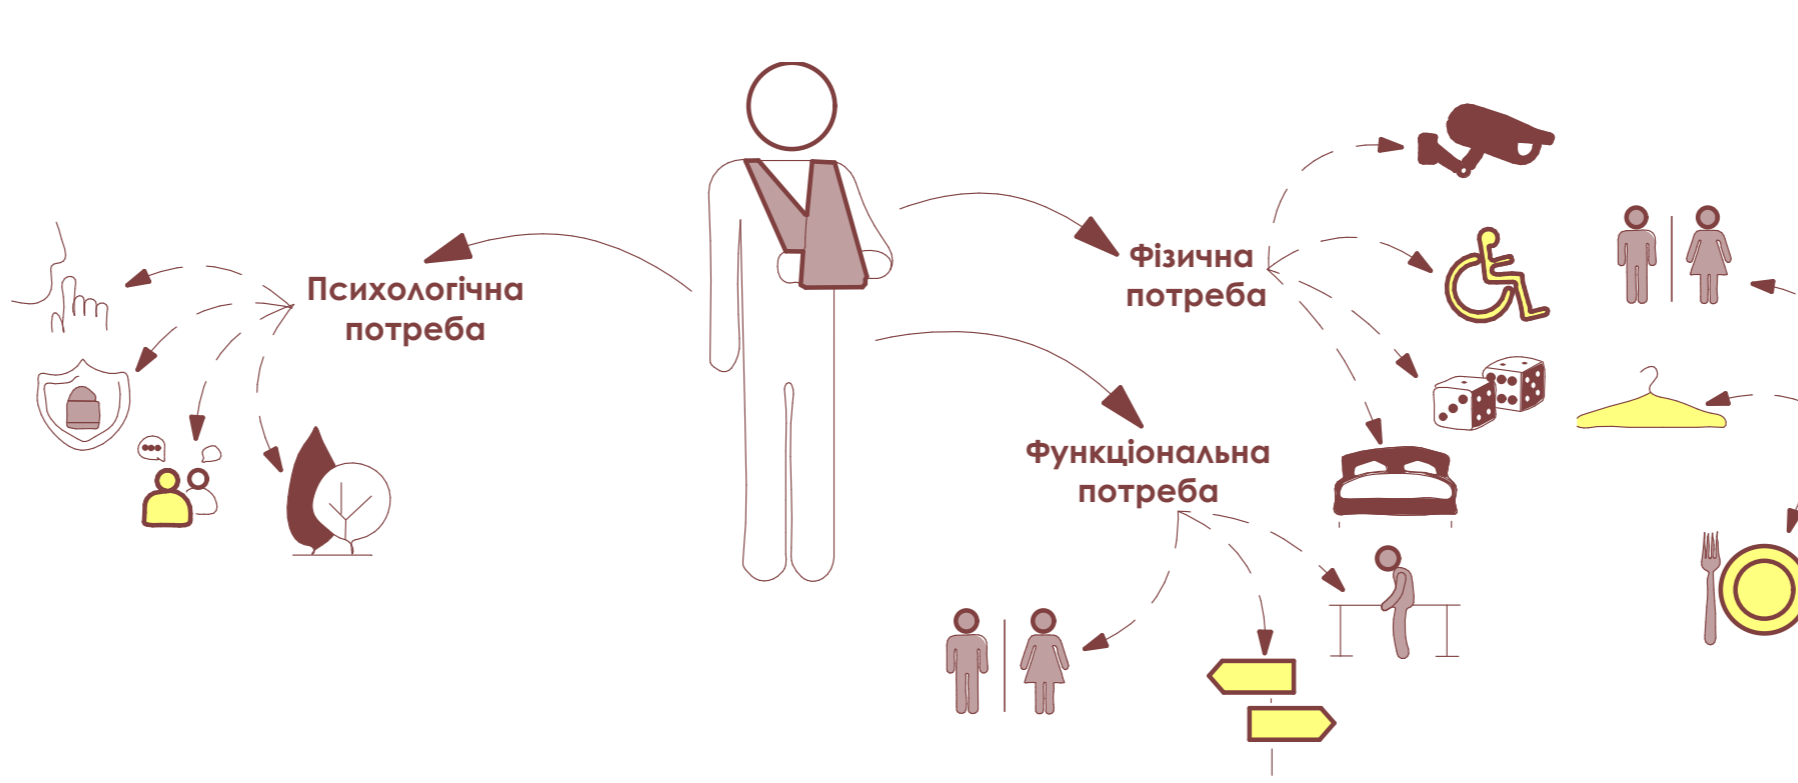 Психологічна
потреба
Фізична
потреба
Функціональна
потреба